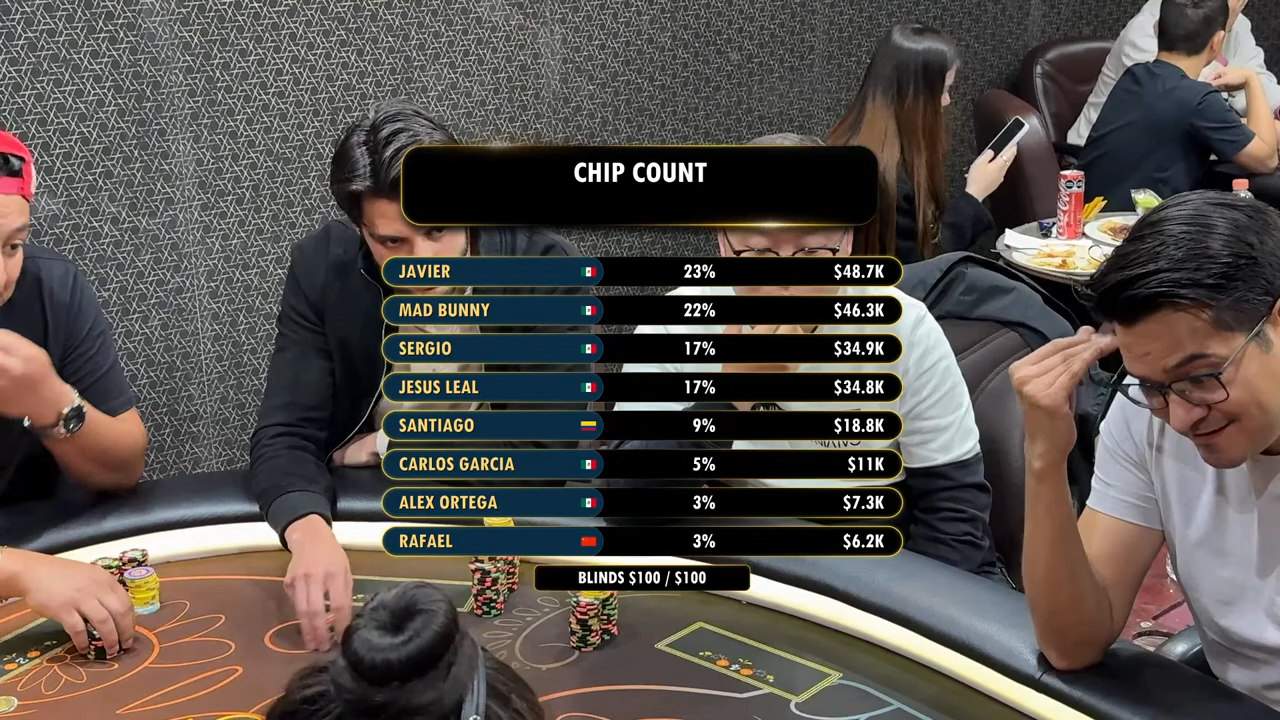 CHIP COUNT
JAVIER 23% $48.7K
MAD BUNNY 22% $46.3K
SERGIO 17% $34.9K
JESUS LEAL 17% $34.8K
SANTIAGO 9% $18.8K
CARLOS GARCIA 5% $11K
ALEX ORTEGA 3% $7.3K
RAFAEL 3% $6.2K
BLINDS $100 / $100